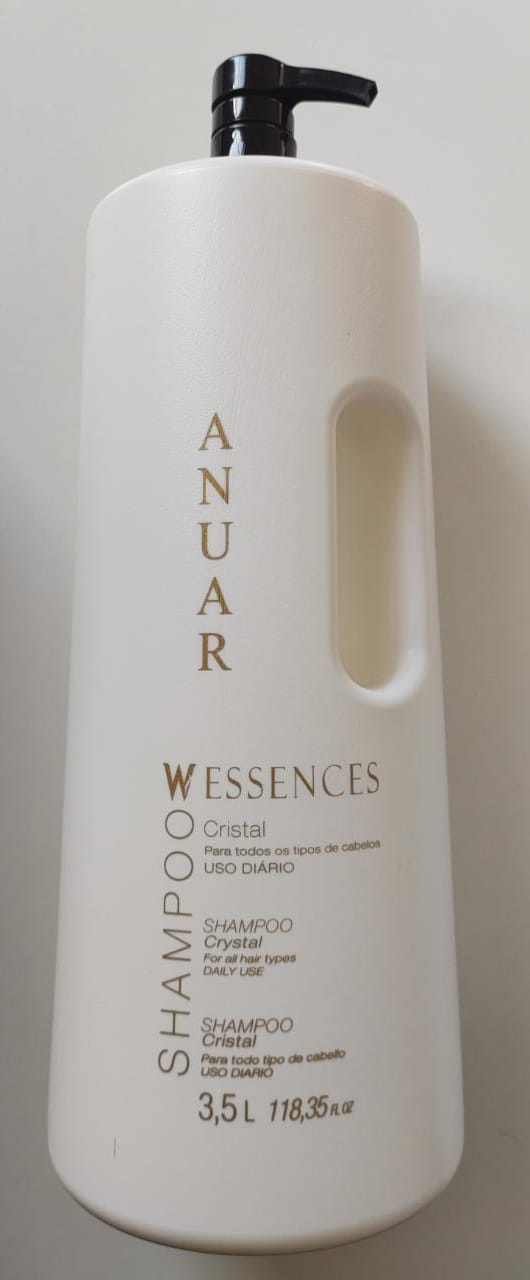 ANUAR
WESSENCES
SHAMPOO
Cristal
Para todos os tipos de cabelos
USO DIÁRIO
SHAMPOO
Crystal
For all hair types
DAILY USE
SHAMPOO
Cristal
Para todo tipo de cabello
USO DIARIO
3,5 L 118,35 FL OZ